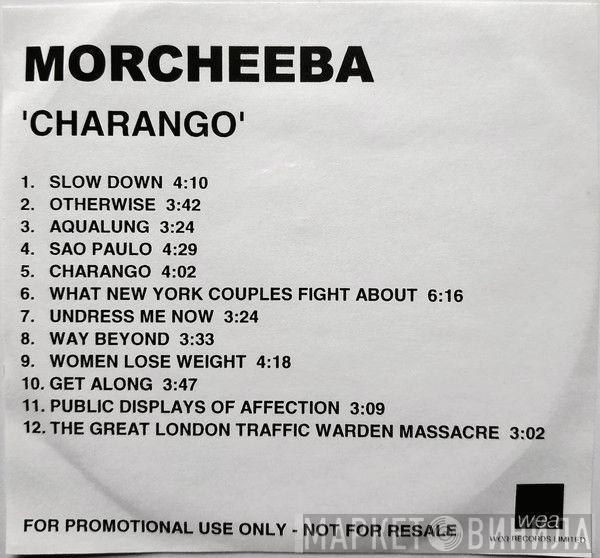 MORCHEEBA
'CHARANGO'
1. SLOW DOWN 4:10
2. OTHERWISE 3:42
3. AQUALUNG 3:24
4. SAO PAULO 4:29
5. CHARANGO 4:02
6. WHAT NEW YORK COUPLES FIGHT ABOUT 6:16
7. UNDRESS ME NOW 3:24
8. WAY BEYOND 3:33
9. WOMEN LOSE WEIGHT 4:18
10. GET ALONG 3:47
11. PUBLIC DISPLAYS OF AFFECTION 3:09
12. THE GREAT LONDON TRAFFIC WARDEN MASSACRE 3:02
wea
FOR PROMOTIONAL USE ONLY - NOT FOR RESALE
RECORDS LIMITED
МАРКЕТ ВИНИЛА